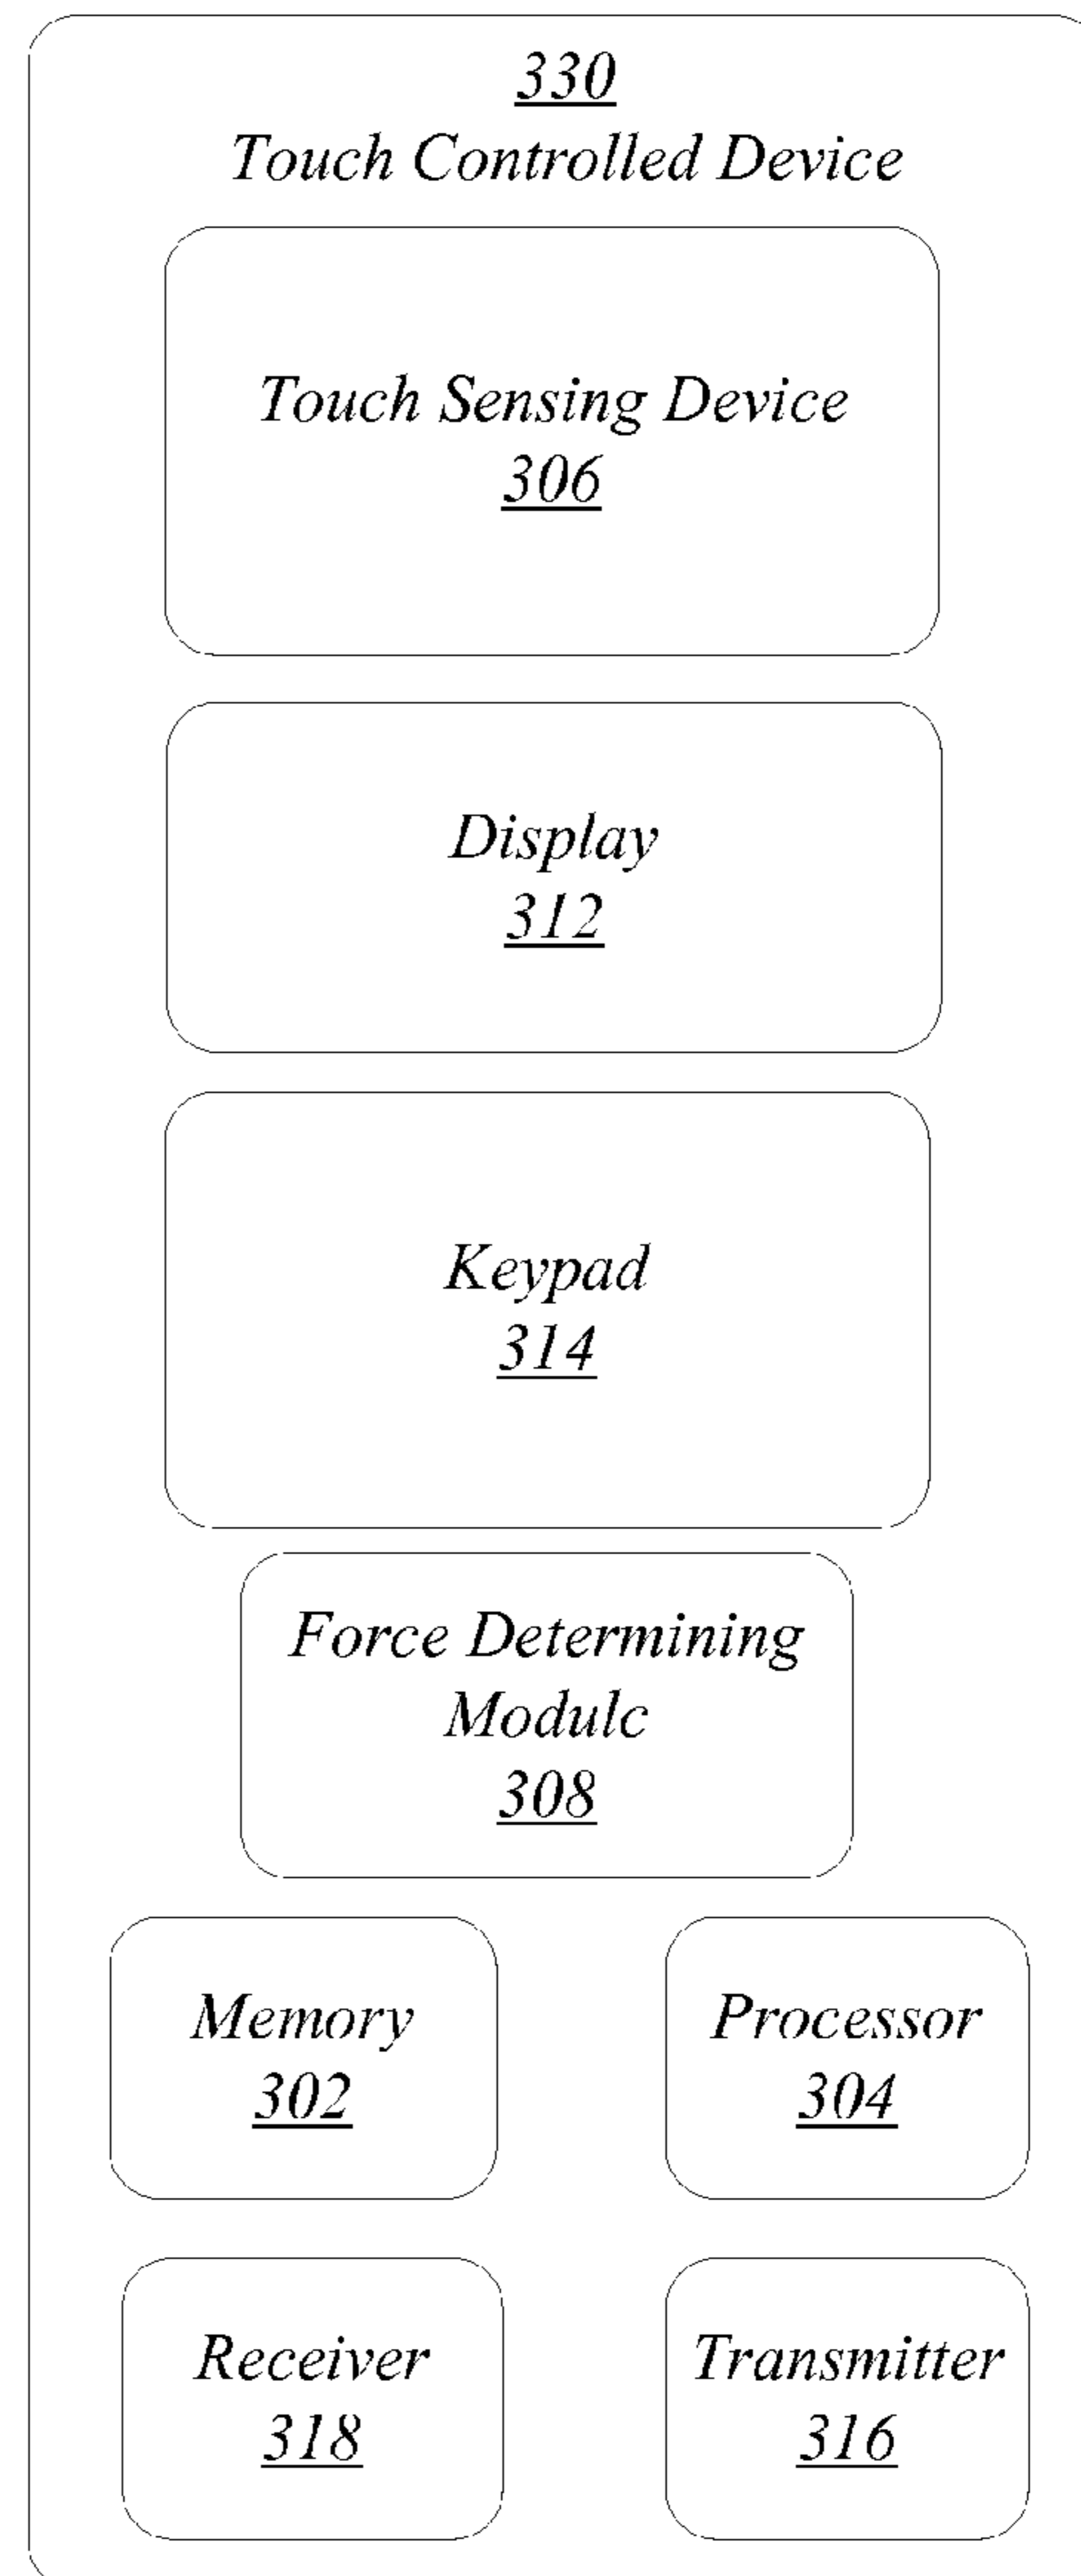 330
Touch Controlled Device
Touch Sensing Device
306
Display
312
Keypad
314
Force Determining
Module
308
Memory
302
Processor
304
Receiver
318
Transmitter
316